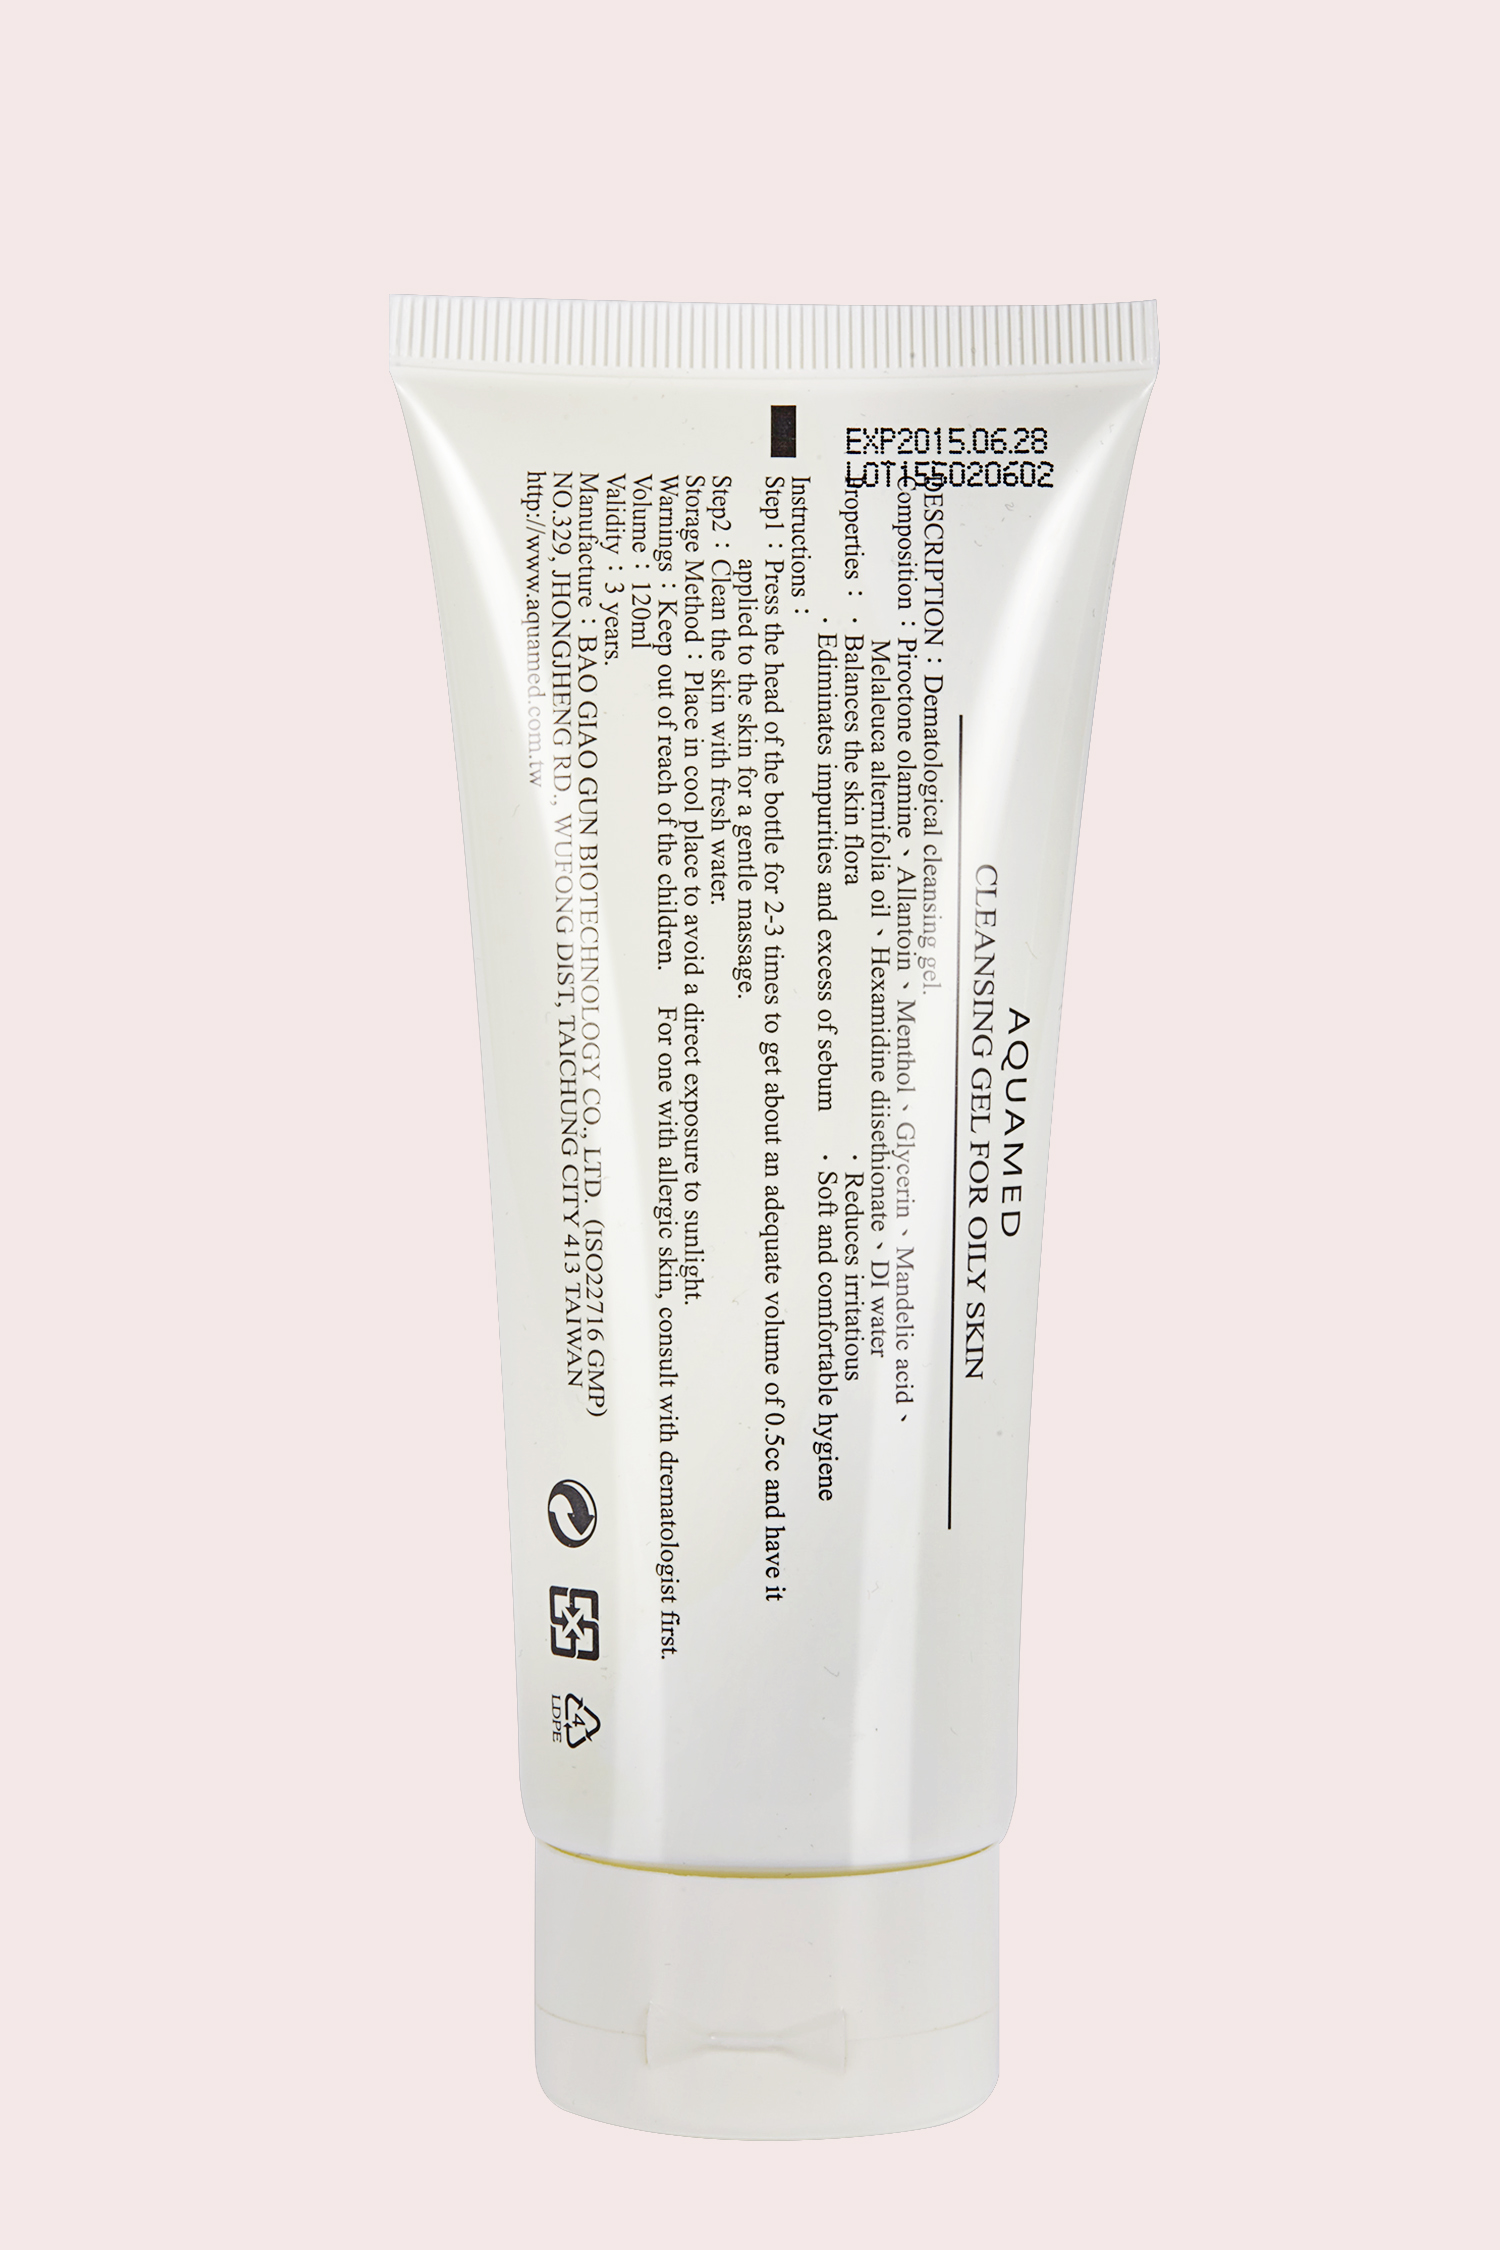 EXP2015.06.28
LOT155020602
AQUAMED
CLEANSING GEL FOR OILY SKIN
DESCRIPTION：Dematological cleansing gel.
Composition：Piroctone olamine、Allantoin、Menthol、Glycerin、Mandelic acid、
Melaleuca alternifolia oil、Hexamidine diisethionate、DI water
Properties：・Balances the skin flora ・Reduces irritatious
・Ediminates impurities and excess of sebum ・Soft and comfortable hygiene
Instructions：
Step1：Press the head of the bottle for 2-3 times to get about an adequate volume of 0.5cc and have it
applied to the skin for a gentle massage.
Step2：Clean the skin with fresh water.
Storage Method：Place in cool place to avoid a direct exposure to sunlight.
Warnings：Keep out of reach of the children. For one with allergic skin, consult with drematologist first.
Volume：120ml
Validity：3 years.
Manufacture：BAO GIAO GUN BIOTECHNOLOGY CO., LTD. (ISO22716 GMP)
NO.329, JHONGJHENG RD., WUFONG DIST, TAICHUNG CITY 413 TAIWAN
http://www.aquamed.com.tw
4
LDPE